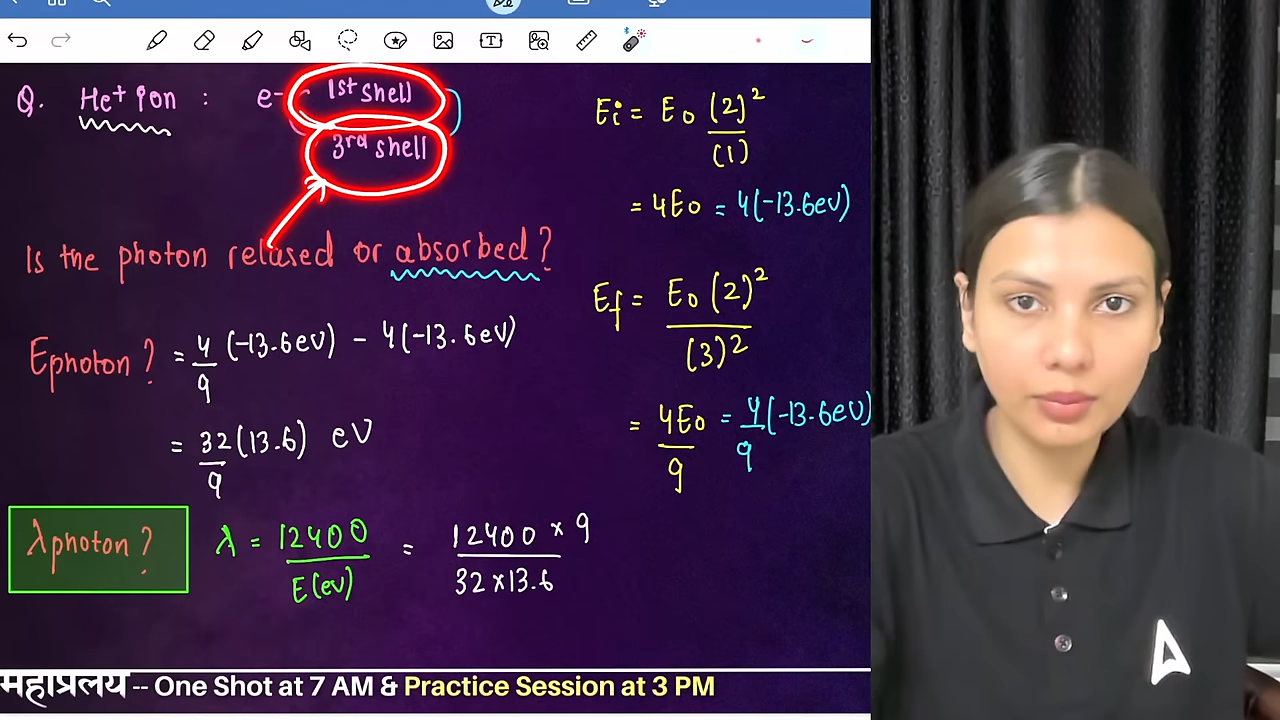 Q. He+ ion : e- 1st shell
3rd shell
Is the photon relased or absorbed?
Ephoton? = 4/9 (-13.6eV) - 4(-13.6eV)
= 32/9 (13.6) eV
λphoton? λ = 12400/E(ev) = 12400 × 9/32×13.6
Ei = E0 (2)²/(1)
= 4E0 = 4(-13.6eV)
Ef = E0 (2)²/(3)²
= 4E0/9 = 4/9 (-13.6eV)
महाप्रलय -- One Shot at 7 AM & Practice Session at 3 PM